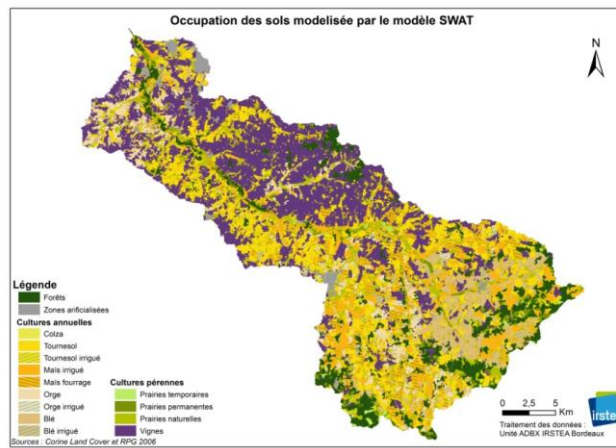 Occupation des sols modelisée par le modèle SWAT
N
Légende
Forêts
Zones arificialisées
Cultures annuelles
Colza
Tournesol
Tournesol irrigué
Maïs irrigué
Maïs fourrage
Orge
Orge irrigué
Blé
Blé irrigué
Cultures pérennes
Prairies temporaires
Prairies permanentes
Prairies naturelles
Vignes
Sources : Corine Land Cover et RPG 2006
0 2,5 5
Km
Traitement des données :
Unité ADBX IRSTEA Bordeaux
irstea